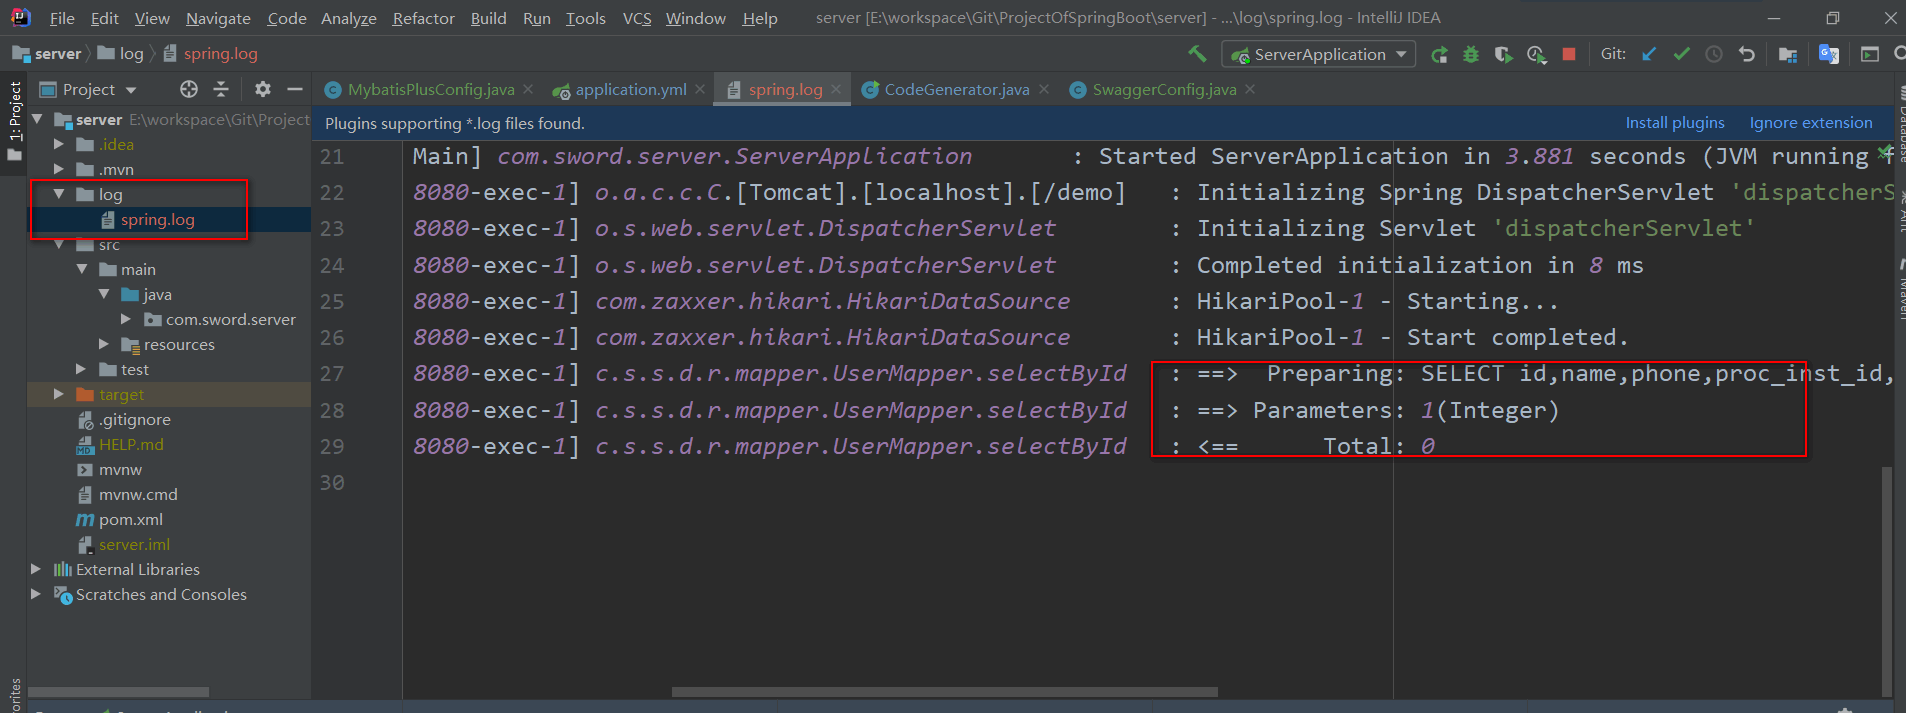 File Edit View Navigate Code Analyze Refactor Build Run Tools VCS Window Help server [E:\workspace\Git\ProjectOfSpringBoot\server] - ...\log\spring.log - IntelliJ IDEA
server log spring.log ServerApplication Git:
1: Project
Project
MybatisPlusConfig.java application.yml spring.log CodeGenerator.java SwaggerConfig.java
server E:\workspace\Git\Project
.idea
.mvn
log
spring.log
src
main
java
com.sword.server
resources
test
target
.gitignore
HELP.md
mvnw
mvnw.cmd
pom.xml
server.iml
External Libraries
Scratches and Consoles
Plugins supporting *.log files found. Install plugins Ignore extension
21 Main] com.sword.server.ServerApplication : Started ServerApplication in 3.881 seconds (JVM running f
22 8080-exec-1] o.a.c.c.C.[Tomcat].[localhost].[/demo] : Initializing Spring DispatcherServlet 'dispatcherS
23 8080-exec-1] o.s.web.servlet.DispatcherServlet : Initializing Servlet 'dispatcherServlet'
24 8080-exec-1] o.s.web.servlet.DispatcherServlet : Completed initialization in 8 ms
25 8080-exec-1] com.zaxxer.hikari.HikariDataSource : HikariPool-1 - Starting...
26 8080-exec-1] com.zaxxer.hikari.HikariDataSource : HikariPool-1 - Start completed.
27 8080-exec-1] c.s.s.d.r.mapper.UserMapper.selectById : ==> Preparing: SELECT id,name,phone,proc_inst_id,
28 8080-exec-1] c.s.s.d.r.mapper.UserMapper.selectById : ==> Parameters: 1(Integer)
29 8080-exec-1] c.s.s.d.r.mapper.UserMapper.selectById : <== Total: 0
30
Database
Ant
Maven